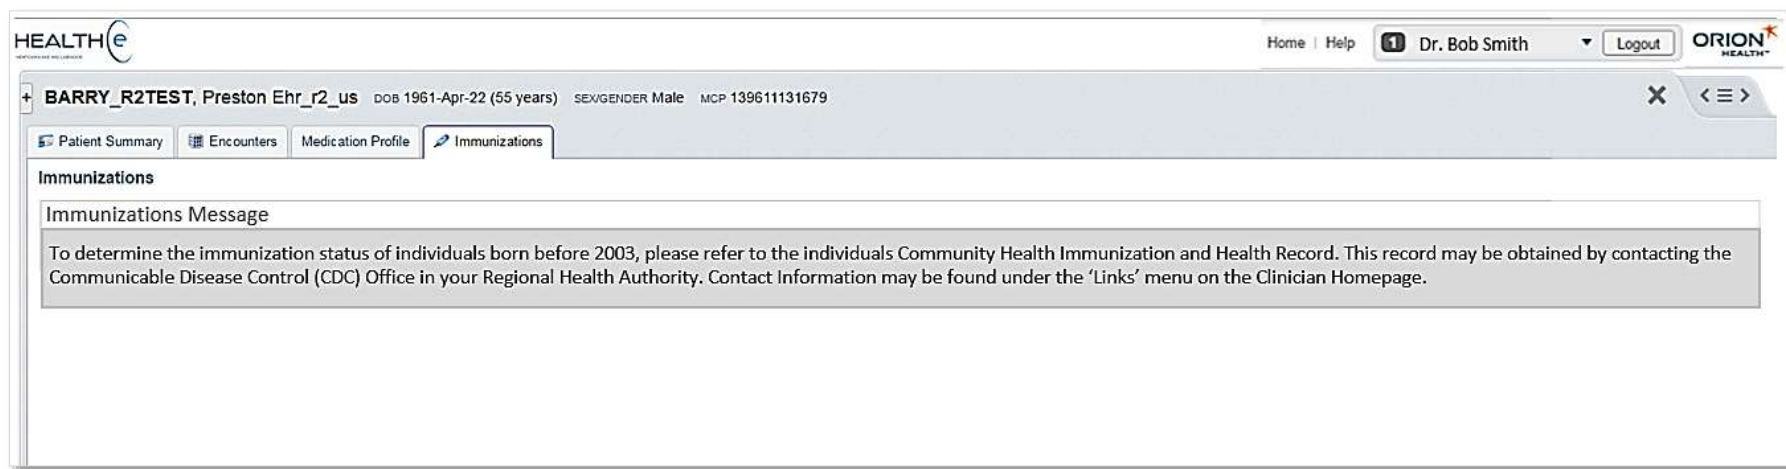 HEALTHe
Home | Help
1 Dr. Bob Smith
Logout
ORION
HEALTH™
+ BARRY_R2TEST, Preston Ehr_r2_us DOB 1961-Apr-22 (55 years) SEX/GENDER Male MCP 139611131679
Patient Summary
Encounters
Medication Profile
Immunizations
Immunizations
Immunizations Message
To determine the immunization status of individuals born before 2003, please refer to the individuals Community Health Immunization and Health Record. This record may be obtained by contacting the
Communicable Disease Control (CDC) Office in your Regional Health Authority. Contact Information may be found under the ‘Links’ menu on the Clinician Homepage.